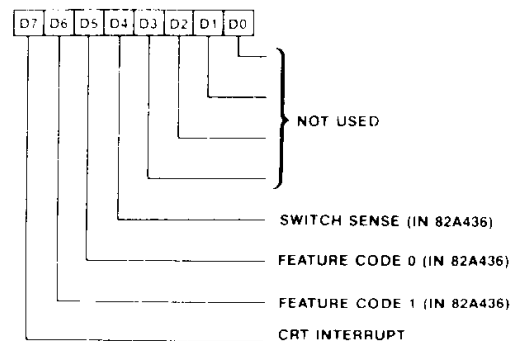 D7 D6 D5 D4 D3 D2 D1 D0
NOT USED
SWITCH SENSE (IN 82A436)
FEATURE CODE 0 (IN 82A436)
FEATURE CODE 1 (IN 82A436)
CRT INTERRUPT